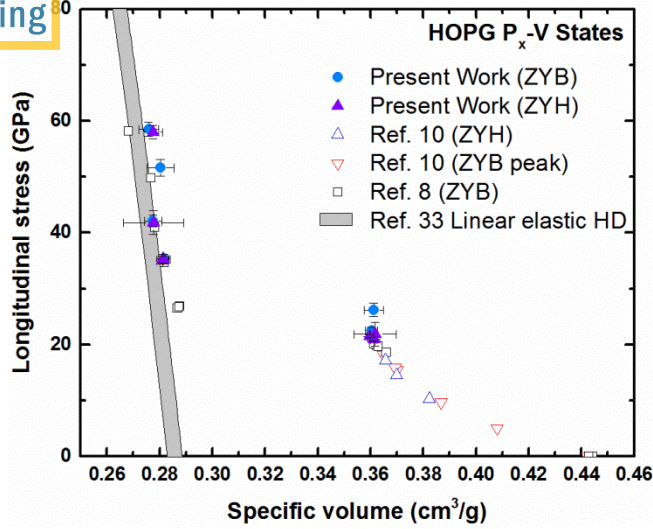 ing
HOPG Px-V States
Present Work (ZYB)
Present Work (ZYH)
Ref. 10 (ZYH)
Ref. 10 (ZYB peak)
Ref. 8 (ZYB)
Ref. 33 Linear elastic HD
Longitudinal stress (GPa)
80
60
40
20
0
0.26 0.28 0.30 0.32 0.34 0.36 0.38 0.40 0.42 0.44 0.46
Specific volume (cm³/g)